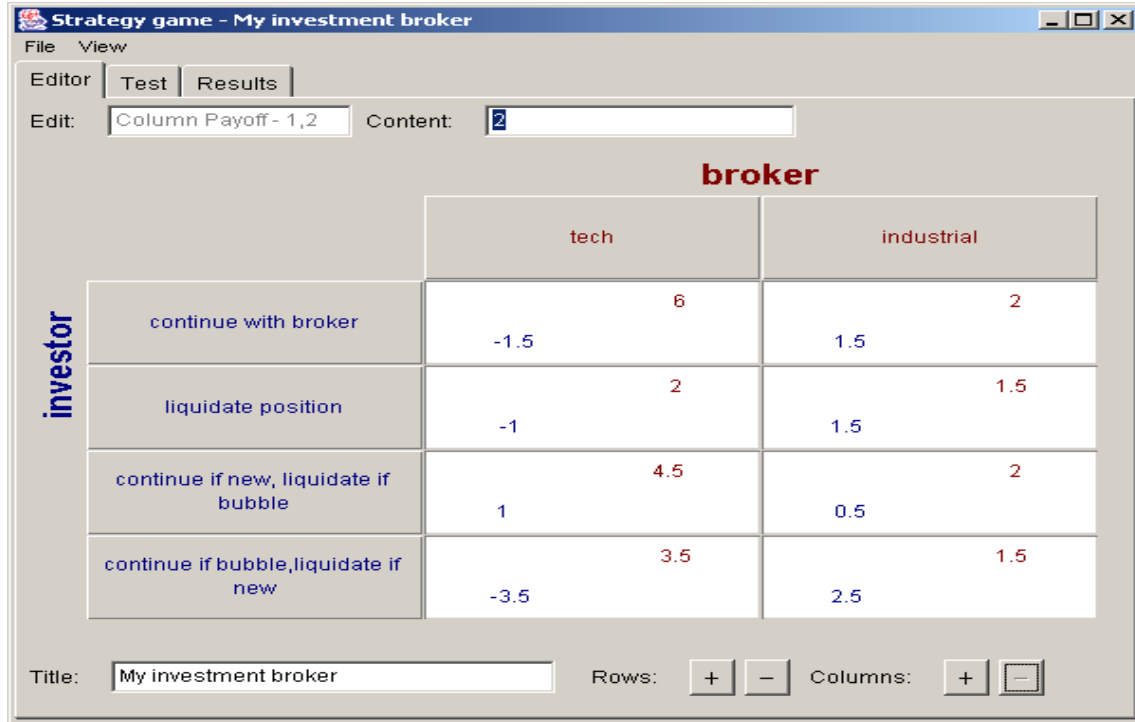 Strategy game - My investment broker
File View
Editor Test Results
Edit: Column Payoff - 1,2 Content: 2
broker
tech industrial
investor
continue with broker
6 2
-1.5 1.5
liquidate position
2 1.5
-1 1.5
continue if new, liquidate if
bubble
4.5 2
1 0.5
continue if bubble,liquidate if
new
3.5 1.5
-3.5 2.5
Title: My investment broker Rows: + - Columns: + -